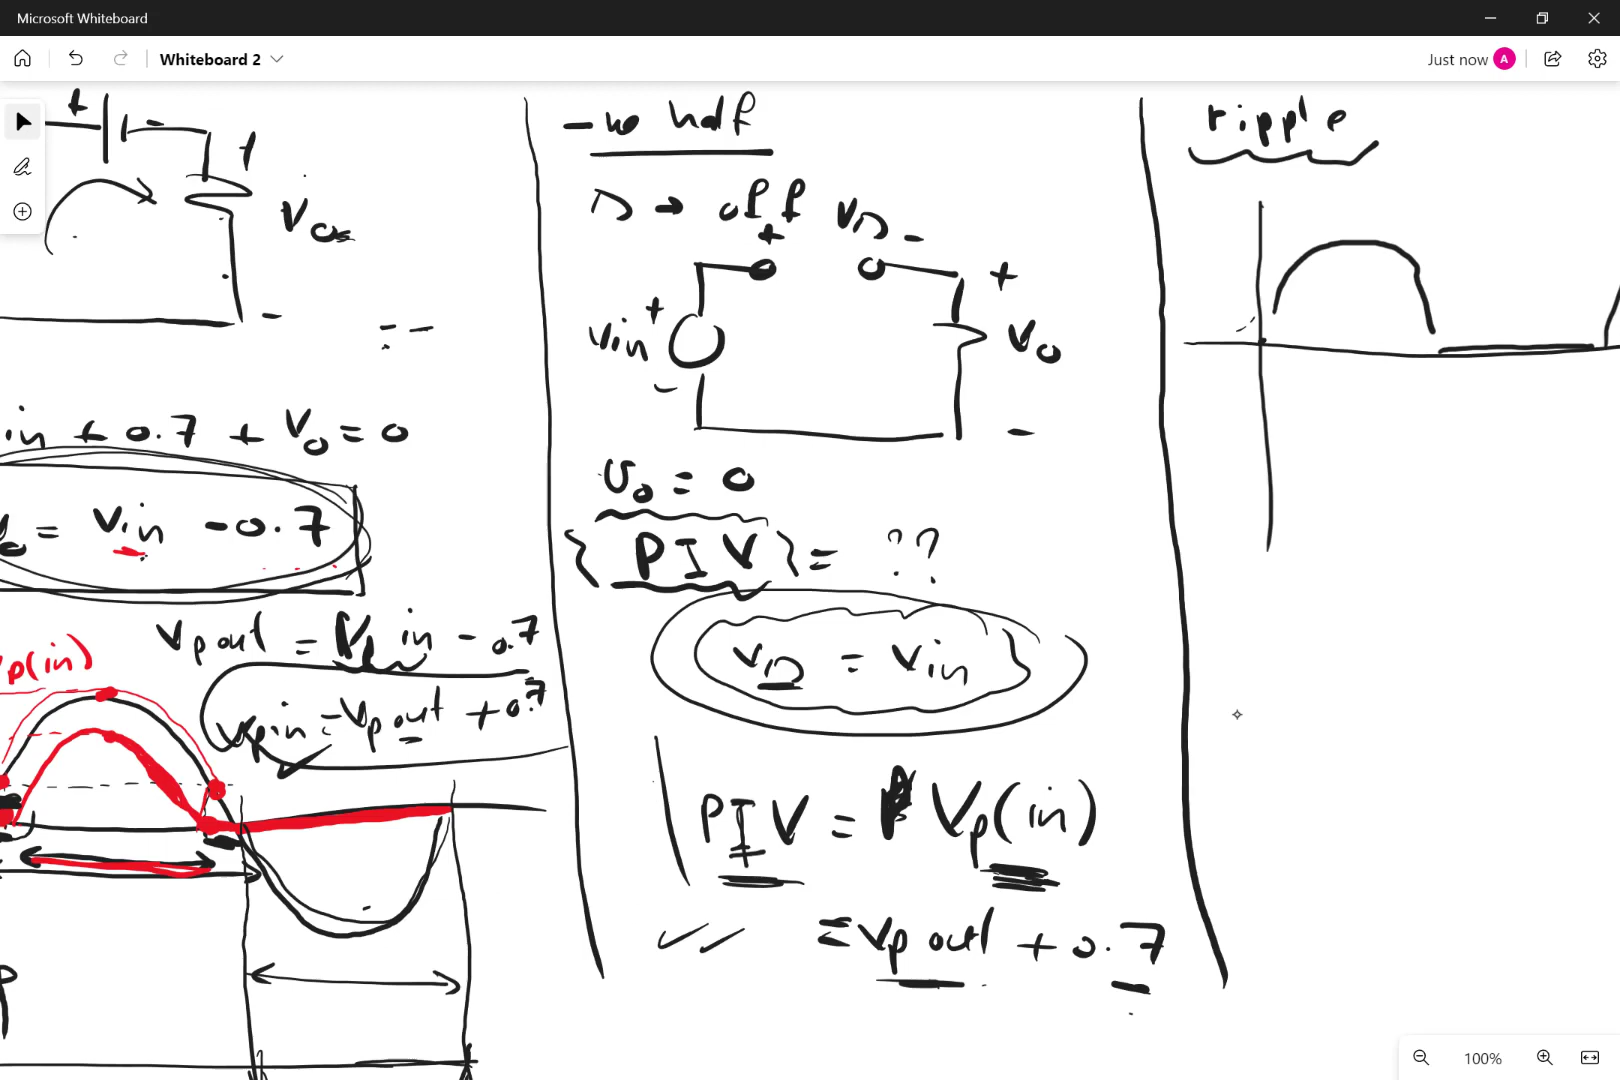 Microsoft Whiteboard
Whiteboard 2
Just now A
+ -
+
Vo
-
in + 0.7 + Vo = 0
= Vin - 0.7
Vp out = Vp in - 0.7
Vp in = Vp out + 0.7
p(in)
-ve half
D → off
VD
+ -
Vin
+
-
+
Vo
-
Vo = 0
{ PIV } = ??
VD = Vin
PIV = Vp(in)
= Vp out + 0.7
ripple
100%